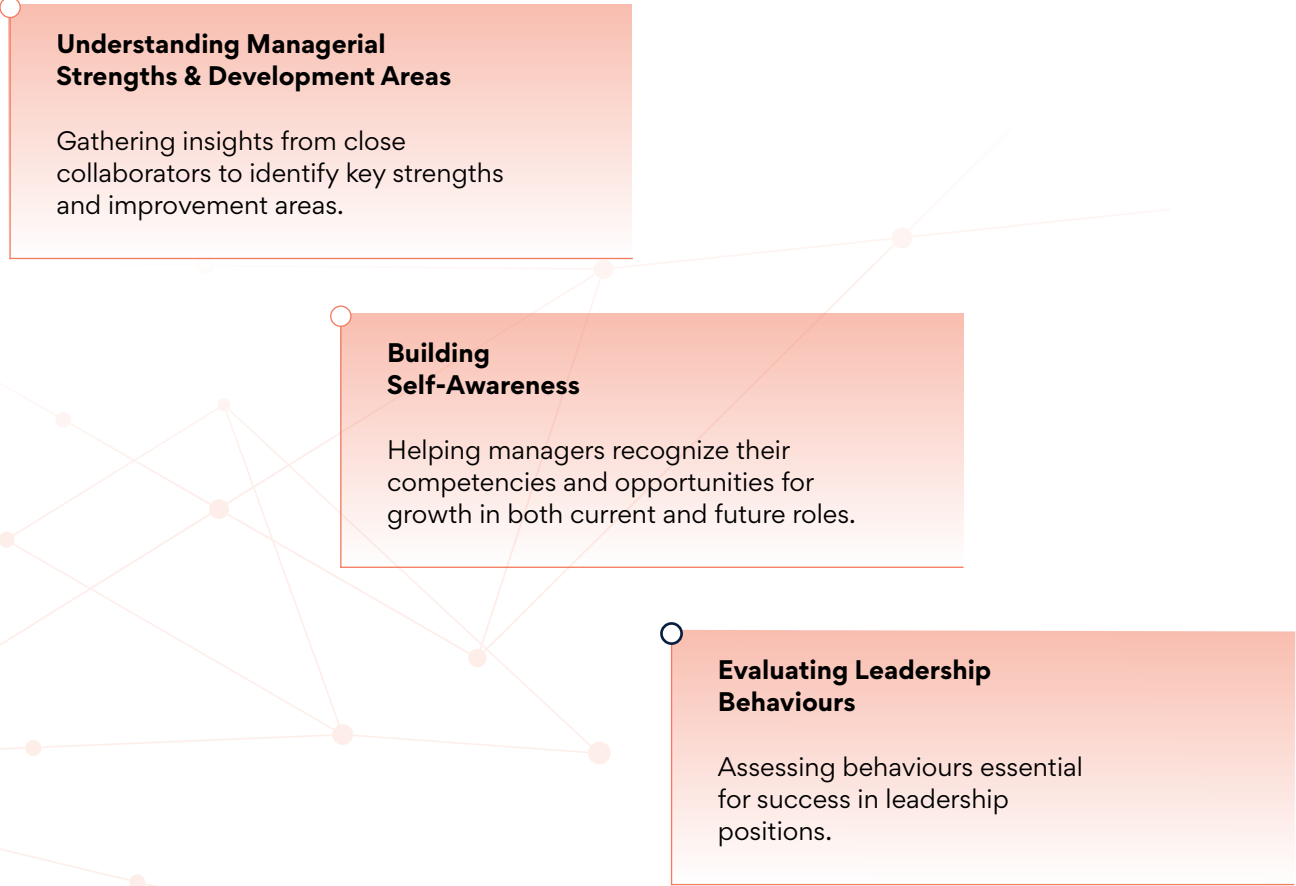 Understanding Managerial
Strengths & Development Areas
Gathering insights from close
collaborators to identify key strengths
and improvement areas.
Building
Self-Awareness
Helping managers recognize their
competencies and opportunities for
growth in both current and future roles.
Evaluating Leadership
Behaviours
Assessing behaviours essential
for success in leadership
positions.